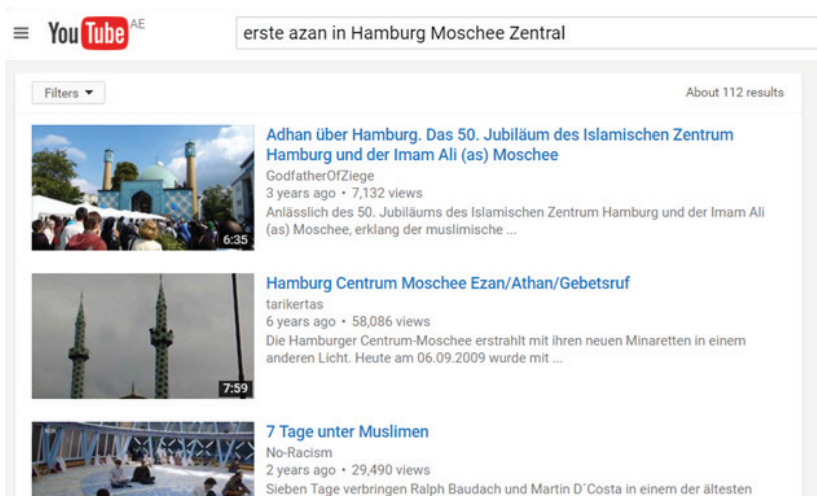 YouTube AE
erste azan in Hamburg Moschee Zentral
Filters
About 112 results
Adhan über Hamburg. Das 50. Jubiläum des Islamischen Zentrum
Hamburg und der Imam Ali (as) Moschee
GodfatherOfZiege
3 years ago • 7,132 views
Anlässlich des 50. Jubiläums des Islamischen Zentrum Hamburg und der Imam Ali
(as) Moschee, erklang der muslimische ...
6:35
Hamburg Centrum Moschee Ezan/Athan/Gebetsruf
tarikertas
6 years ago • 58,086 views
Die Hamburger Centrum-Moschee erstrahlt mit ihren neuen Minaretten in einem
anderen Licht. Heute am 06.09.2009 wurde mit ...
7:59
7 Tage unter Muslimen
No-Racism
2 years ago • 29,490 views
Sieben Tage verbringen Ralph Baudach und Martin D´Costa in einem der ältesten